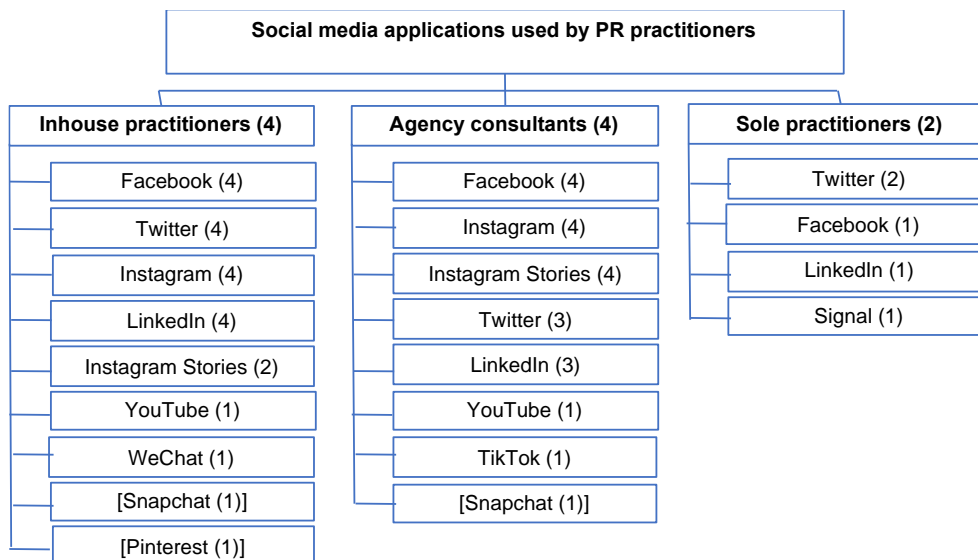 Social media applications used by PR practitioners
Inhouse practitioners (4)
Facebook (4)
Twitter (4)
Instagram (4)
LinkedIn (4)
Instagram Stories (2)
YouTube (1)
WeChat (1)
[Snapchat (1)]
[Pinterest (1)]
Agency consultants (4)
Facebook (4)
Instagram (4)
Instagram Stories (4)
Twitter (3)
LinkedIn (3)
YouTube (1)
TikTok (1)
[Snapchat (1)]
Sole practitioners (2)
Twitter (2)
Facebook (1)
LinkedIn (1)
Signal (1)